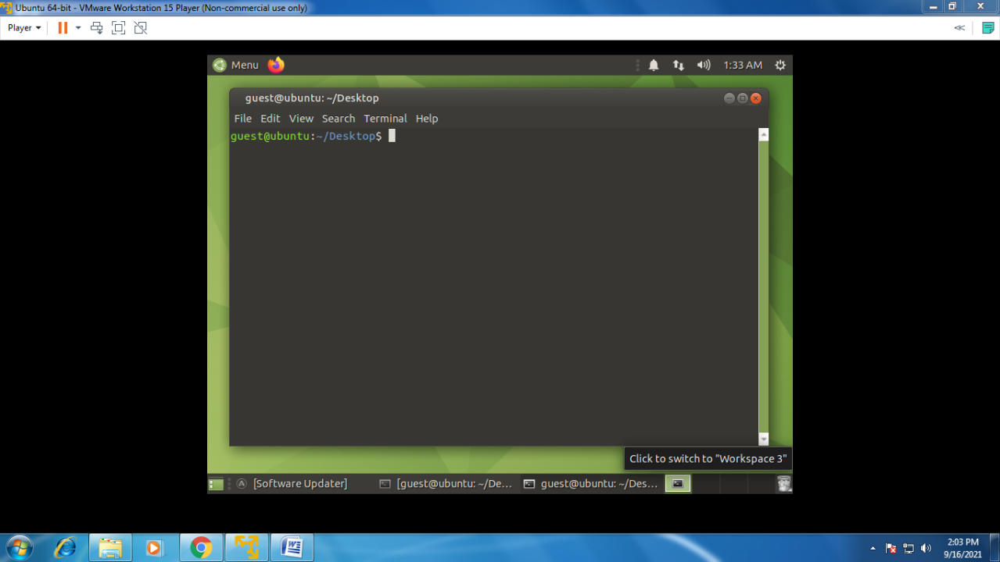 Ubuntu 64-bit - VMware Workstation 15 Player (Non-commercial use only)
Player
Menu 1:33 AM
guest@ubuntu: ~/Desktop
File Edit View Search Terminal Help
guest@ubuntu:~/Desktop$
Click to switch to "Workspace 3"
[Software Updater] [guest@ubuntu: ~/De... guest@ubuntu: ~/Des...
2:03 PM
9/16/2021